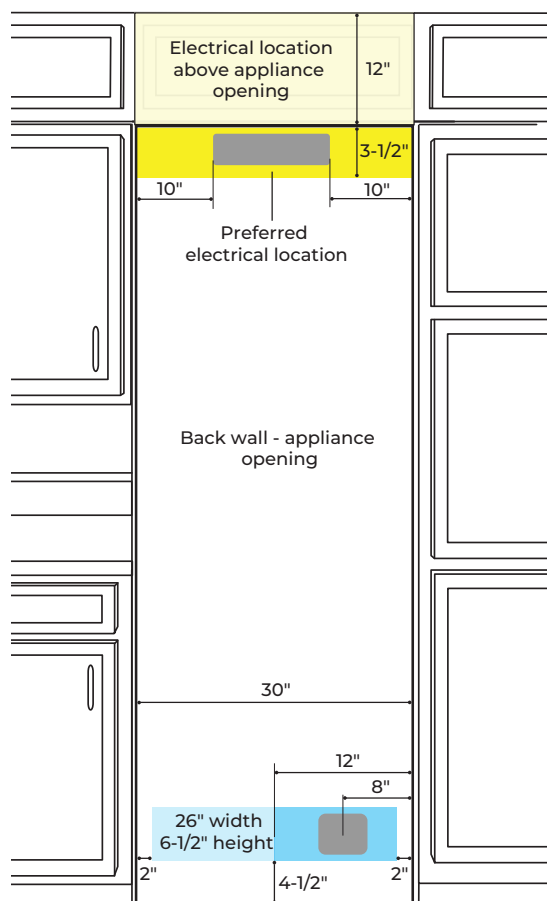 Electrical location
above appliance
opening
12"
3-1/2"
10"
10"
Preferred
electrical location
Back wall - appliance
opening
30"
12"
8"
26" width
6-1/2" height
2"
4-1/2"
2"